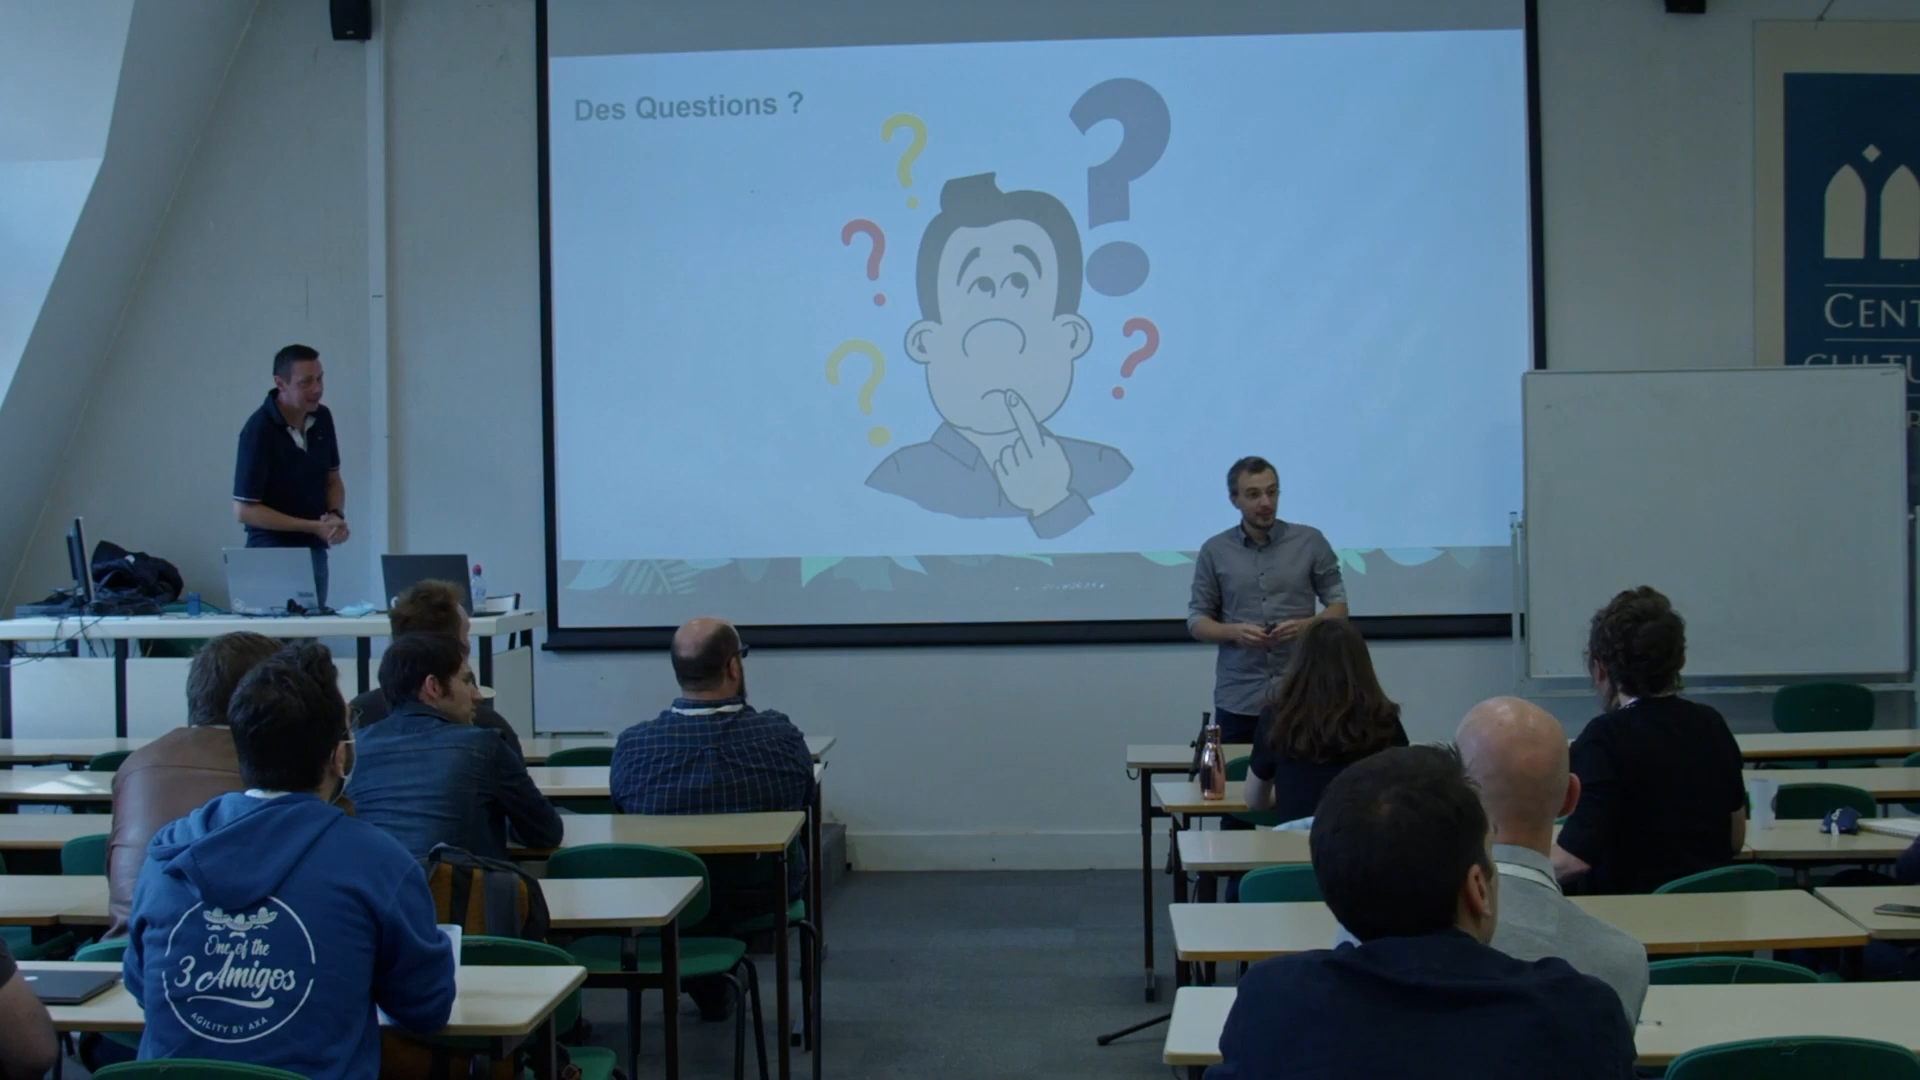 Des Questions ?
CENT
CULTU
One of the
3 Amigos
AGILITY BY AXA